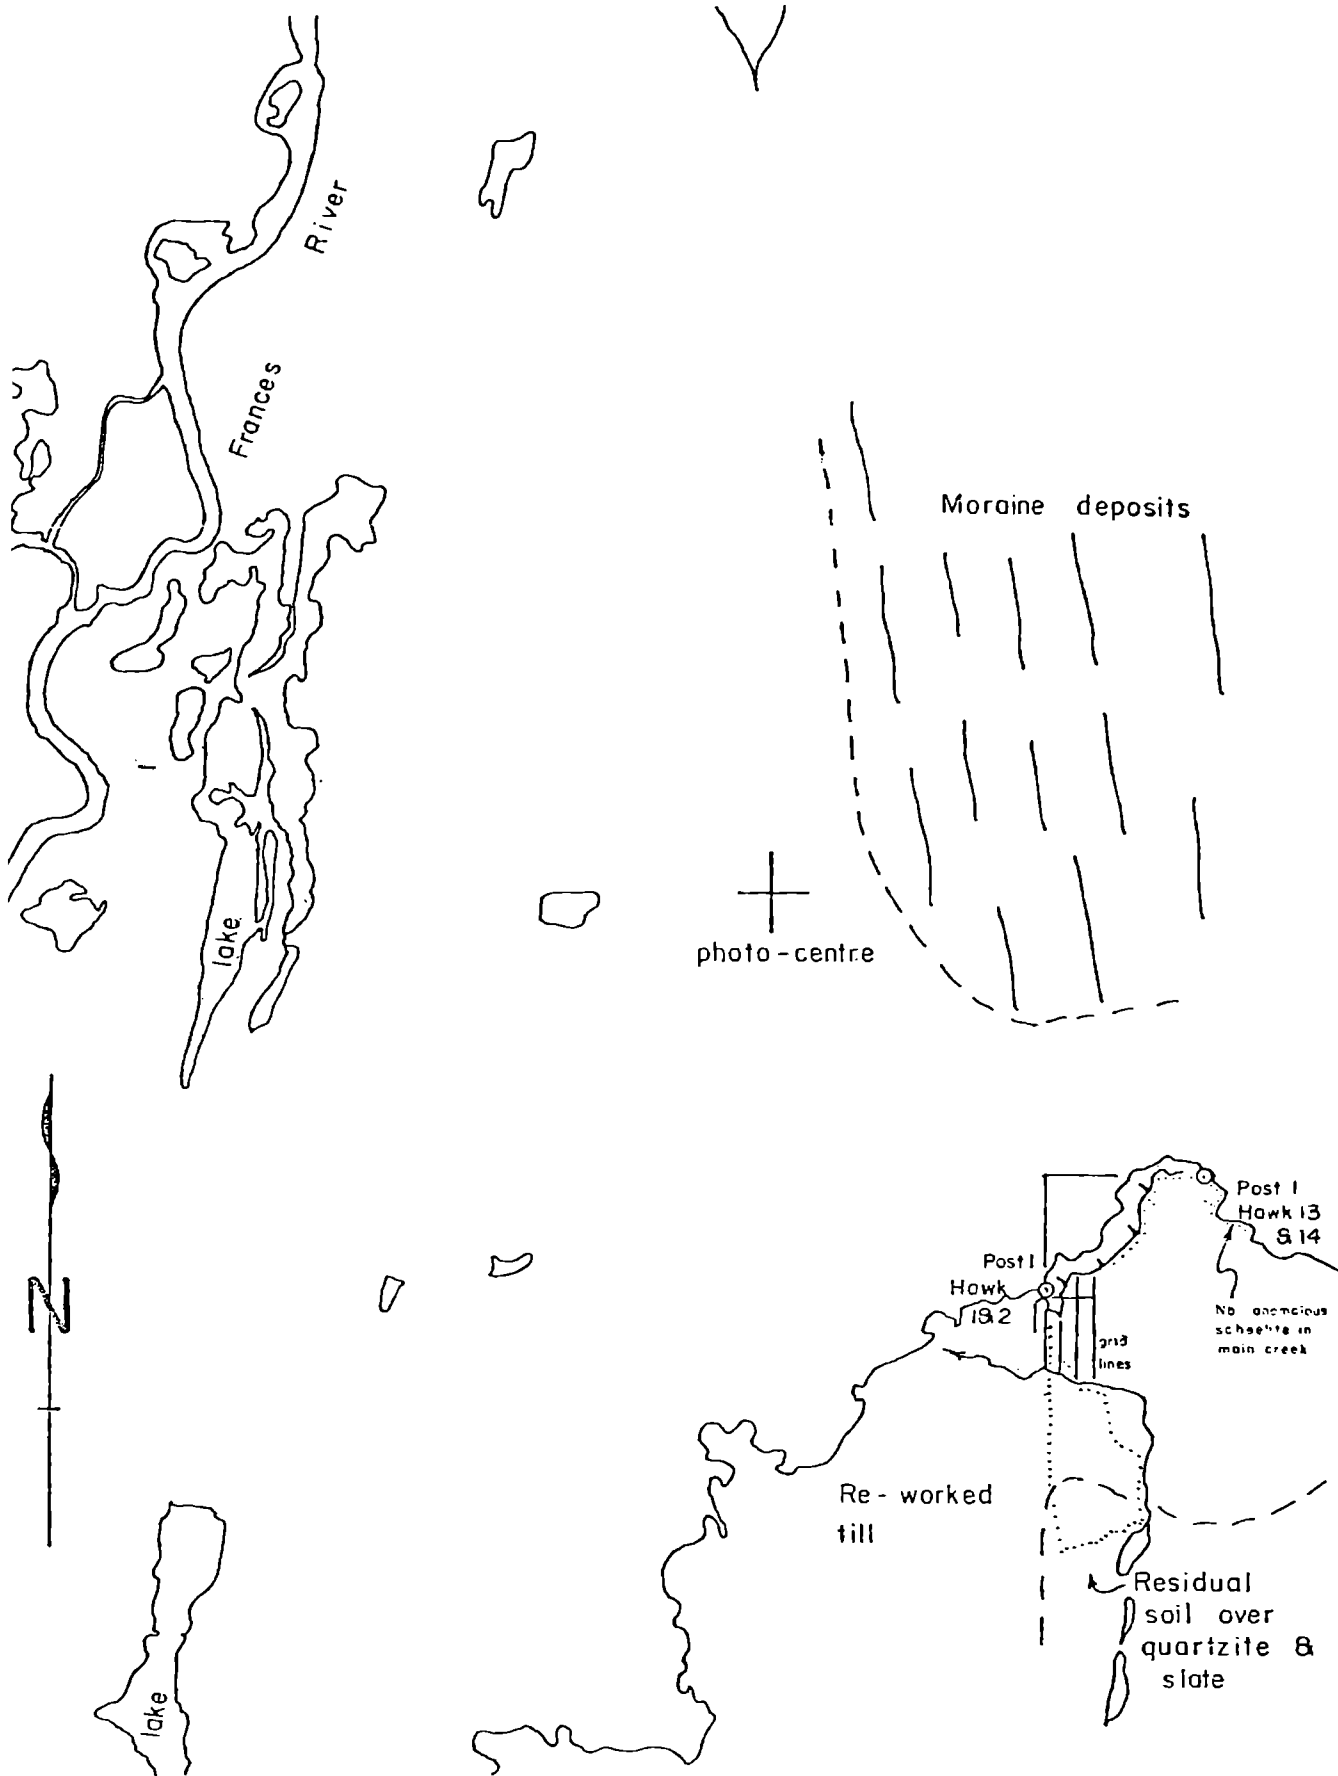 River
Frances
Moraine deposits
lake
photo-centre
Post 1
Hawk 13
& 14
Post 1
Hawk
1 & 2
No
scheelite in
main creek
grid
lines
N
Re-worked
till
Residual
soil over
quartzite &
slate
lake